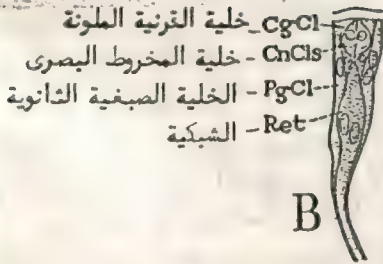 خلية القرنية الملونة - CgCl
خلية المخروط البصرى - CnCls
الخلية الصبغية الثانوية - PgCl
الشبكية - Ret
B